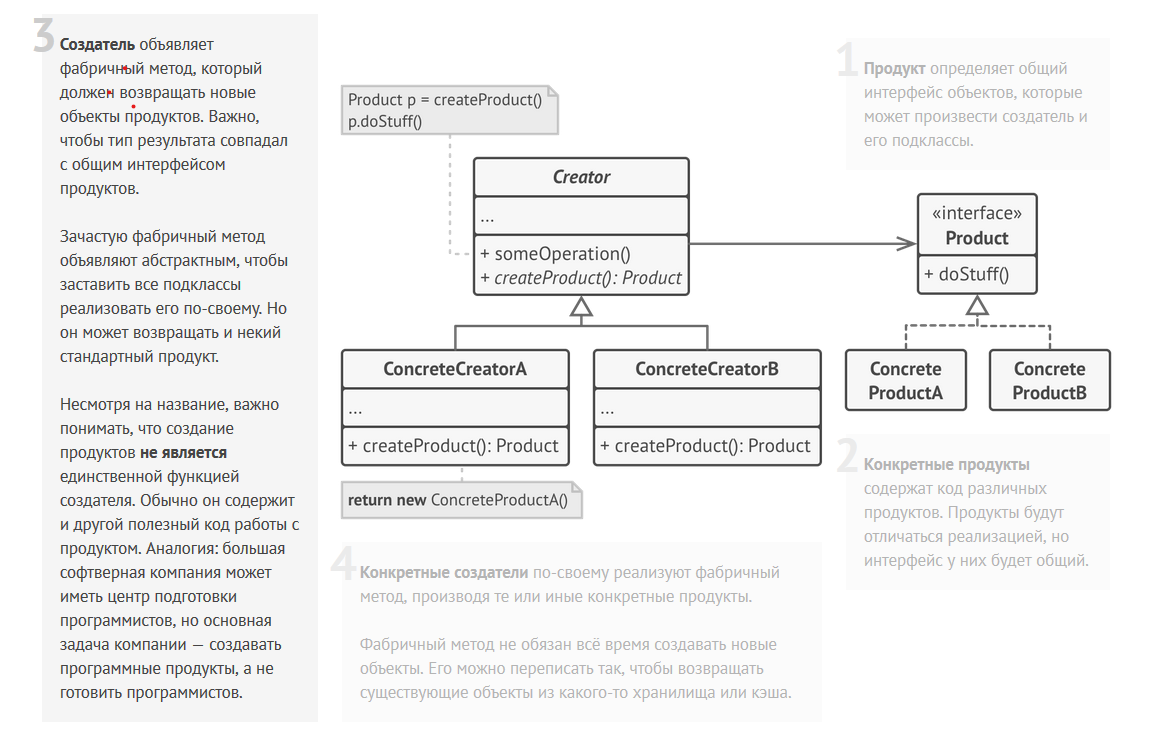 3
Создатель объявляет
фабричный метод, который
должен возвращать новые
объекты продуктов. Важно,
чтобы тип результата совпадал
с общим интерфейсом
продуктов.
Зачастую фабричный метод
объявляют абстрактным, чтобы
заставить все подклассы
реализовать его по-своему. Но
он может возвращать и некий
стандартный продукт.
Несмотря на название, важно
понимать, что создание
продуктов не является
единственной функцией
создателя. Обычно он содержит
и другой полезный код работы с
продуктом. Аналогия: большая
софтверная компания может
иметь центр подготовки
программистов, но основная
задача компании — создавать
программные продукты, а не
готовить программистов.
Product p = createProduct()
p.doStuff()
Creator
...
+ someOperation()
+ createProduct(): Product
ConcreteCreatorA
...
+ createProduct(): Product
ConcreteCreatorB
...
+ createProduct(): Product
return new ConcreteProductA()
1
Продукт определяет общий
интерфейс объектов, которые
может произвести создатель и
его подклассы.
«interface»
Product
+ doStuff()
Concrete
ProductA
Concrete
ProductB
2
Конкретные продукты
содержат код различных
продуктов. Продукты будут
отличаться реализацией, но
интерфейс у них будет общий.
4
Конкретные создатели по-своему реализуют фабричный
метод, производя те или иные конкретные продукты.
Фабричный метод не обязан всё время создавать новые
объекты. Его можно переписать так, чтобы возвращать
существующие объекты из какого-то хранилища или кэша.